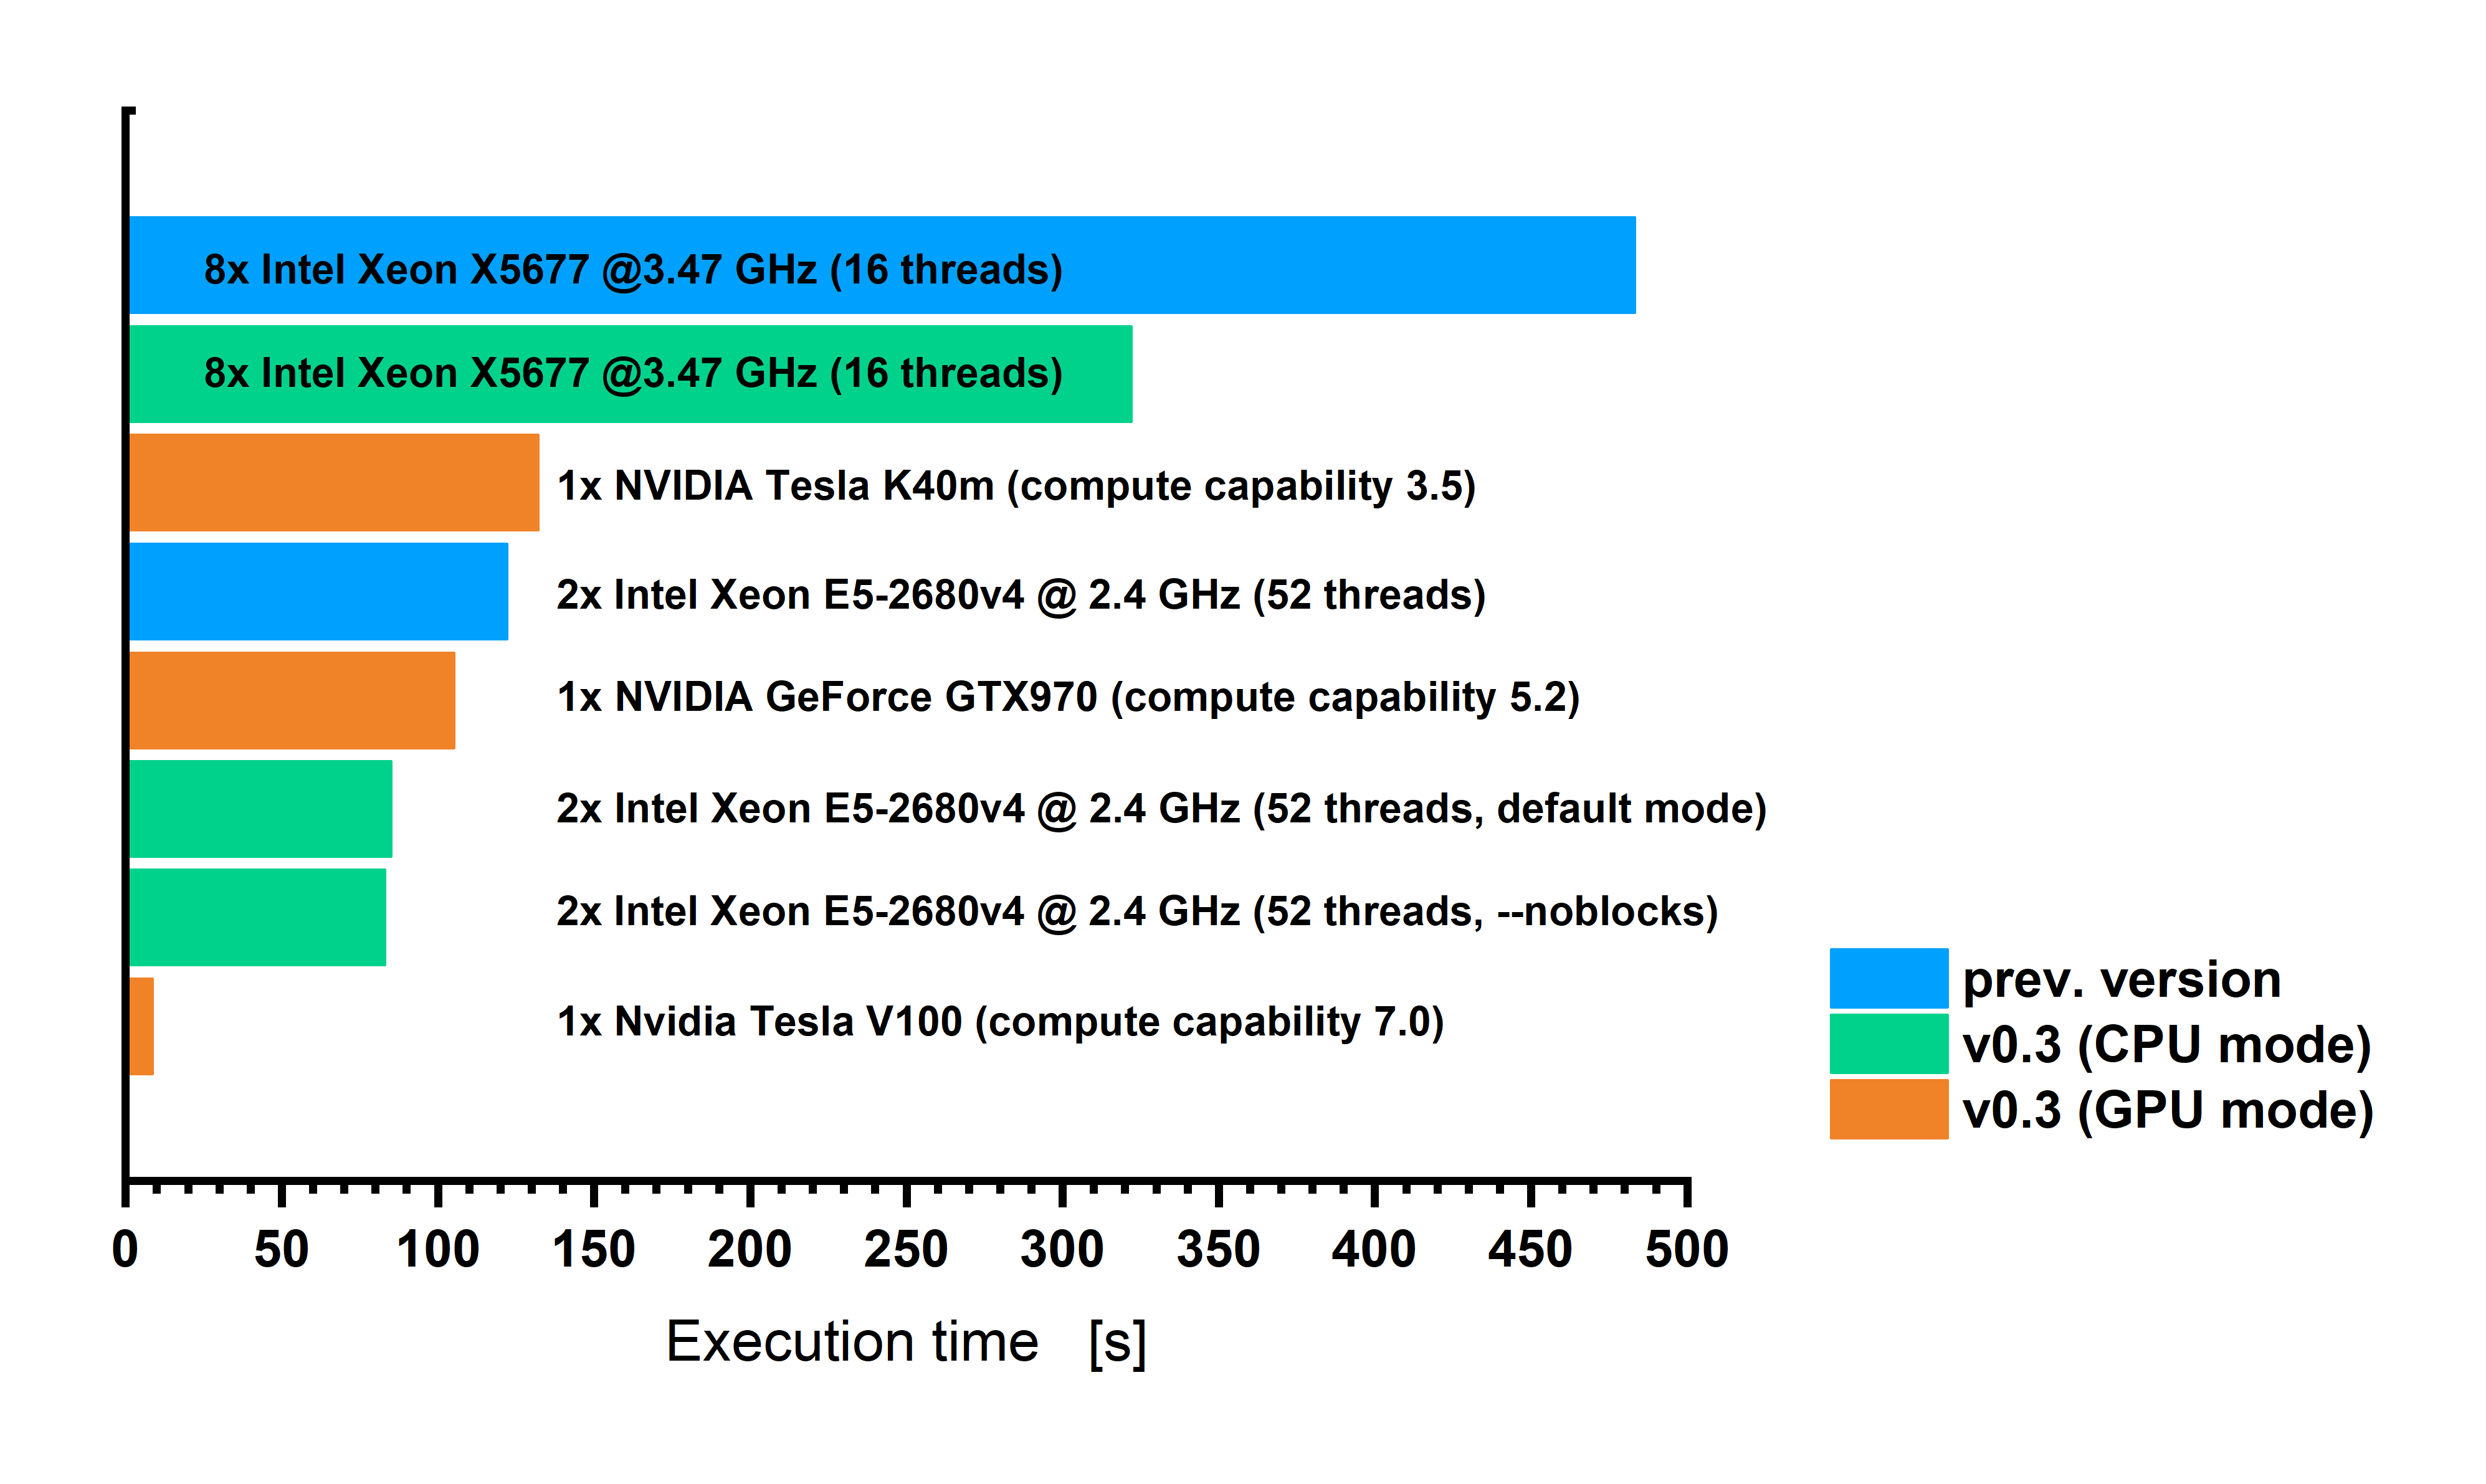 8x Intel Xeon X5677 @3.47 GHz (16 threads)
8x Intel Xeon X5677 @3.47 GHz (16 threads)
1x NVIDIA Tesla K40m (compute capability 3.5)
2x Intel Xeon E5-2680v4 @ 2.4 GHz (52 threads)
1x NVIDIA GeForce GTX970 (compute capability 5.2)
2x Intel Xeon E5-2680v4 @ 2.4 GHz (52 threads, default mode)
2x Intel Xeon E5-2680v4 @ 2.4 GHz (52 threads, --noblocks)
1x Nvidia Tesla V100 (compute capability 7.0)
prev. version
v0.3 (CPU mode)
v0.3 (GPU mode)
0 50 100 150 200 250 300 350 400 450 500
Execution time [s]